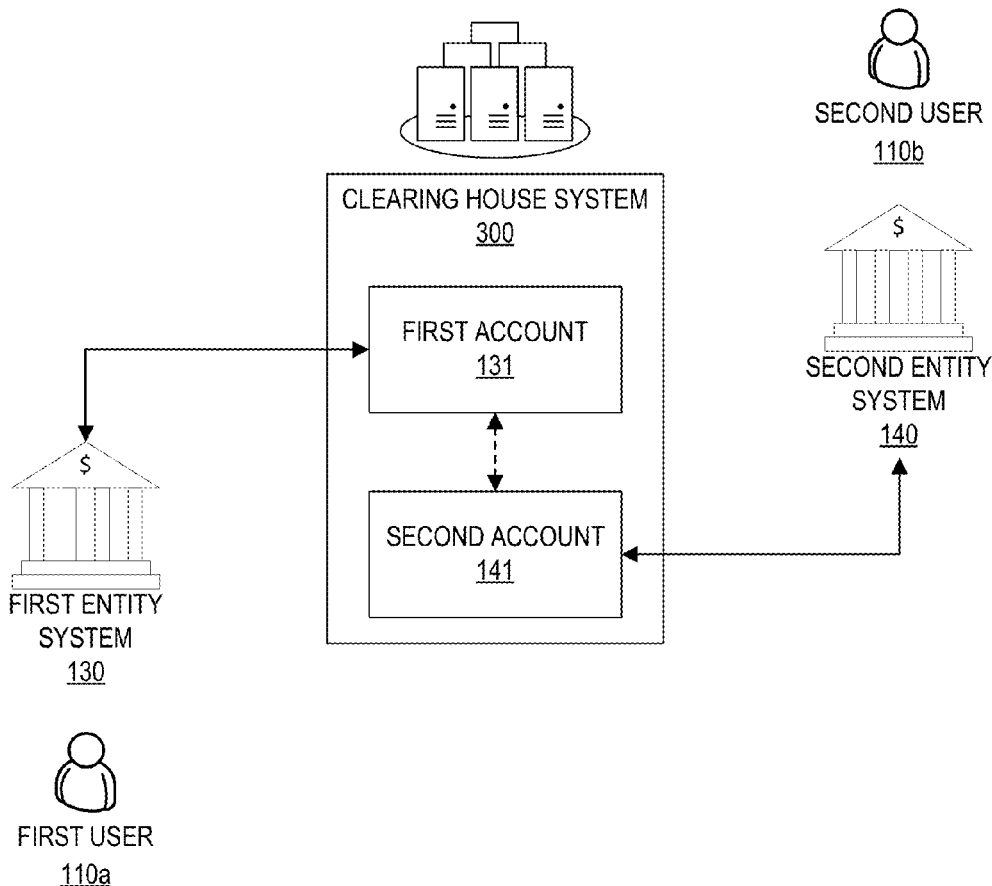 SECOND USER
110b
CLEARING HOUSE SYSTEM
300
$
FIRST ACCOUNT
131
SECOND ENTITY
SYSTEM
140
$
SECOND ACCOUNT
141
FIRST ENTITY
SYSTEM
130
FIRST USER
110a